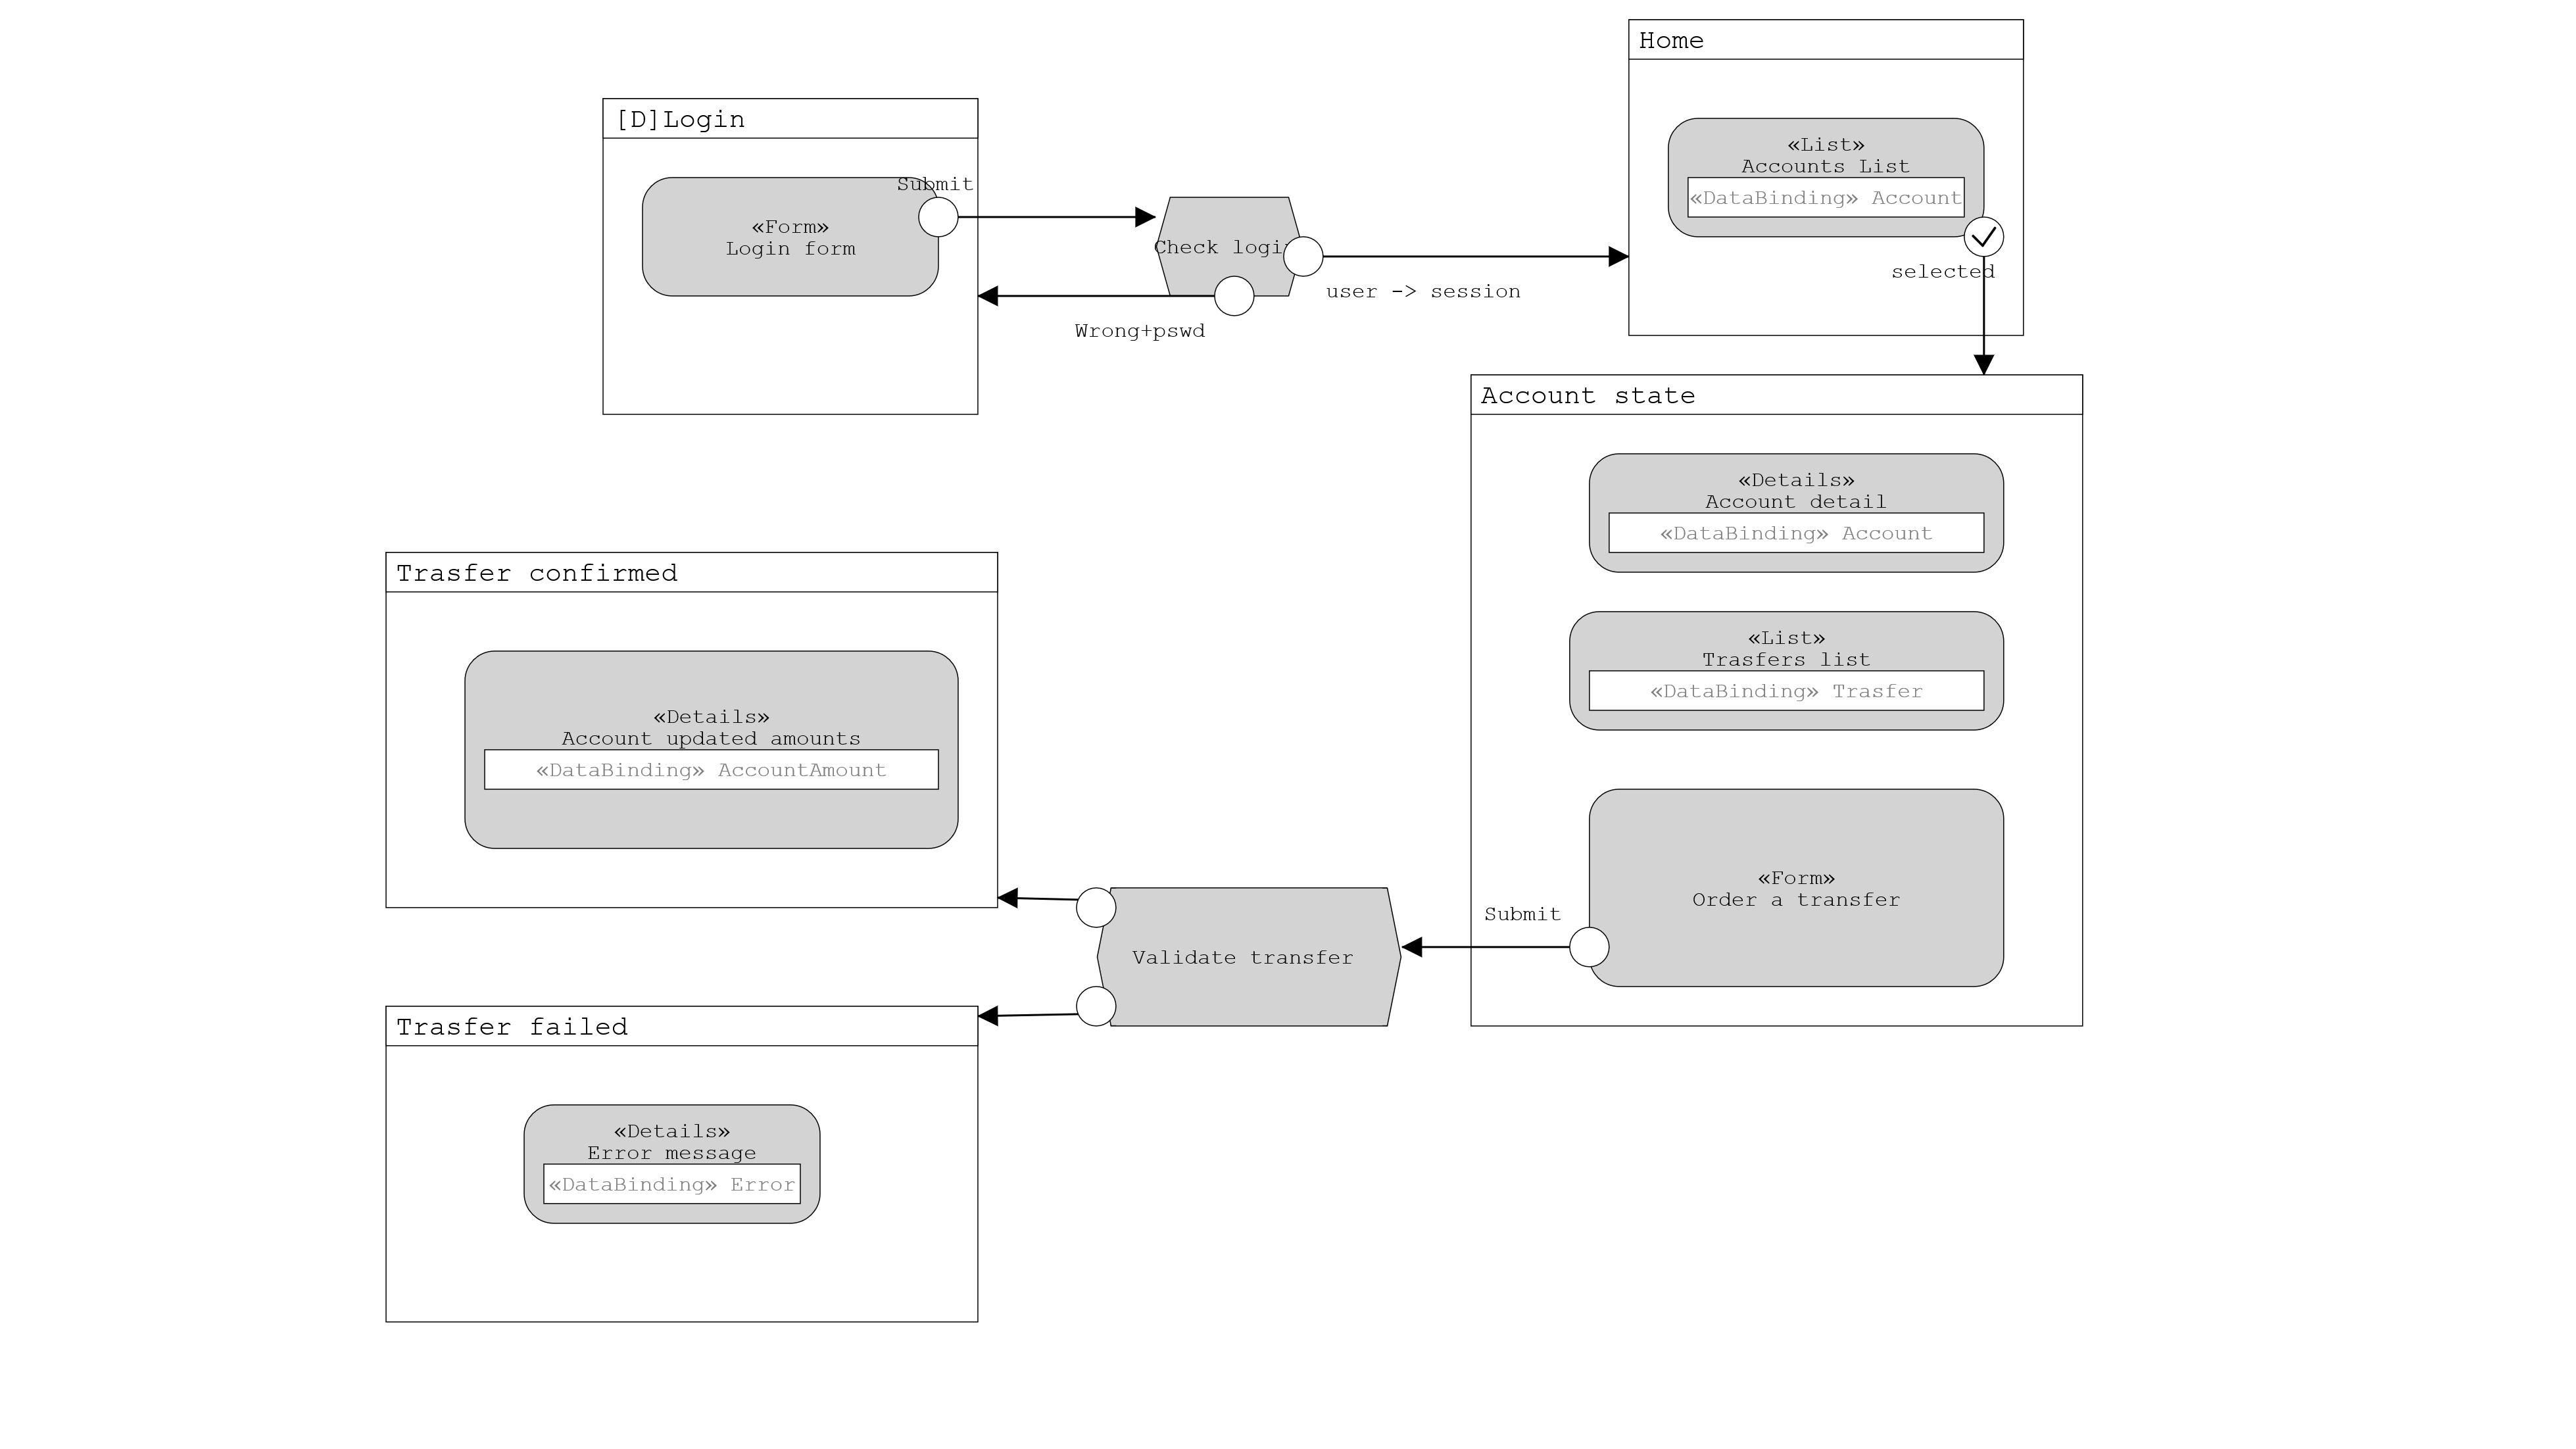 Home
[D]Login
«List»
Accounts List
«DataBinding» Account
Submit
«Form»
Login form
Check login
selected
user -> session
Wrong+pswd
Account state
«Details»
Account detail
«DataBinding» Account
Trasfer confirmed
«List»
Trasfers list
«DataBinding» Trasfer
«Details»
Account updated amounts
«DataBinding» AccountAmount
«Form»
Order a transfer
Submit
Validate transfer
Trasfer failed
«Details»
Error message
«DataBinding» Error